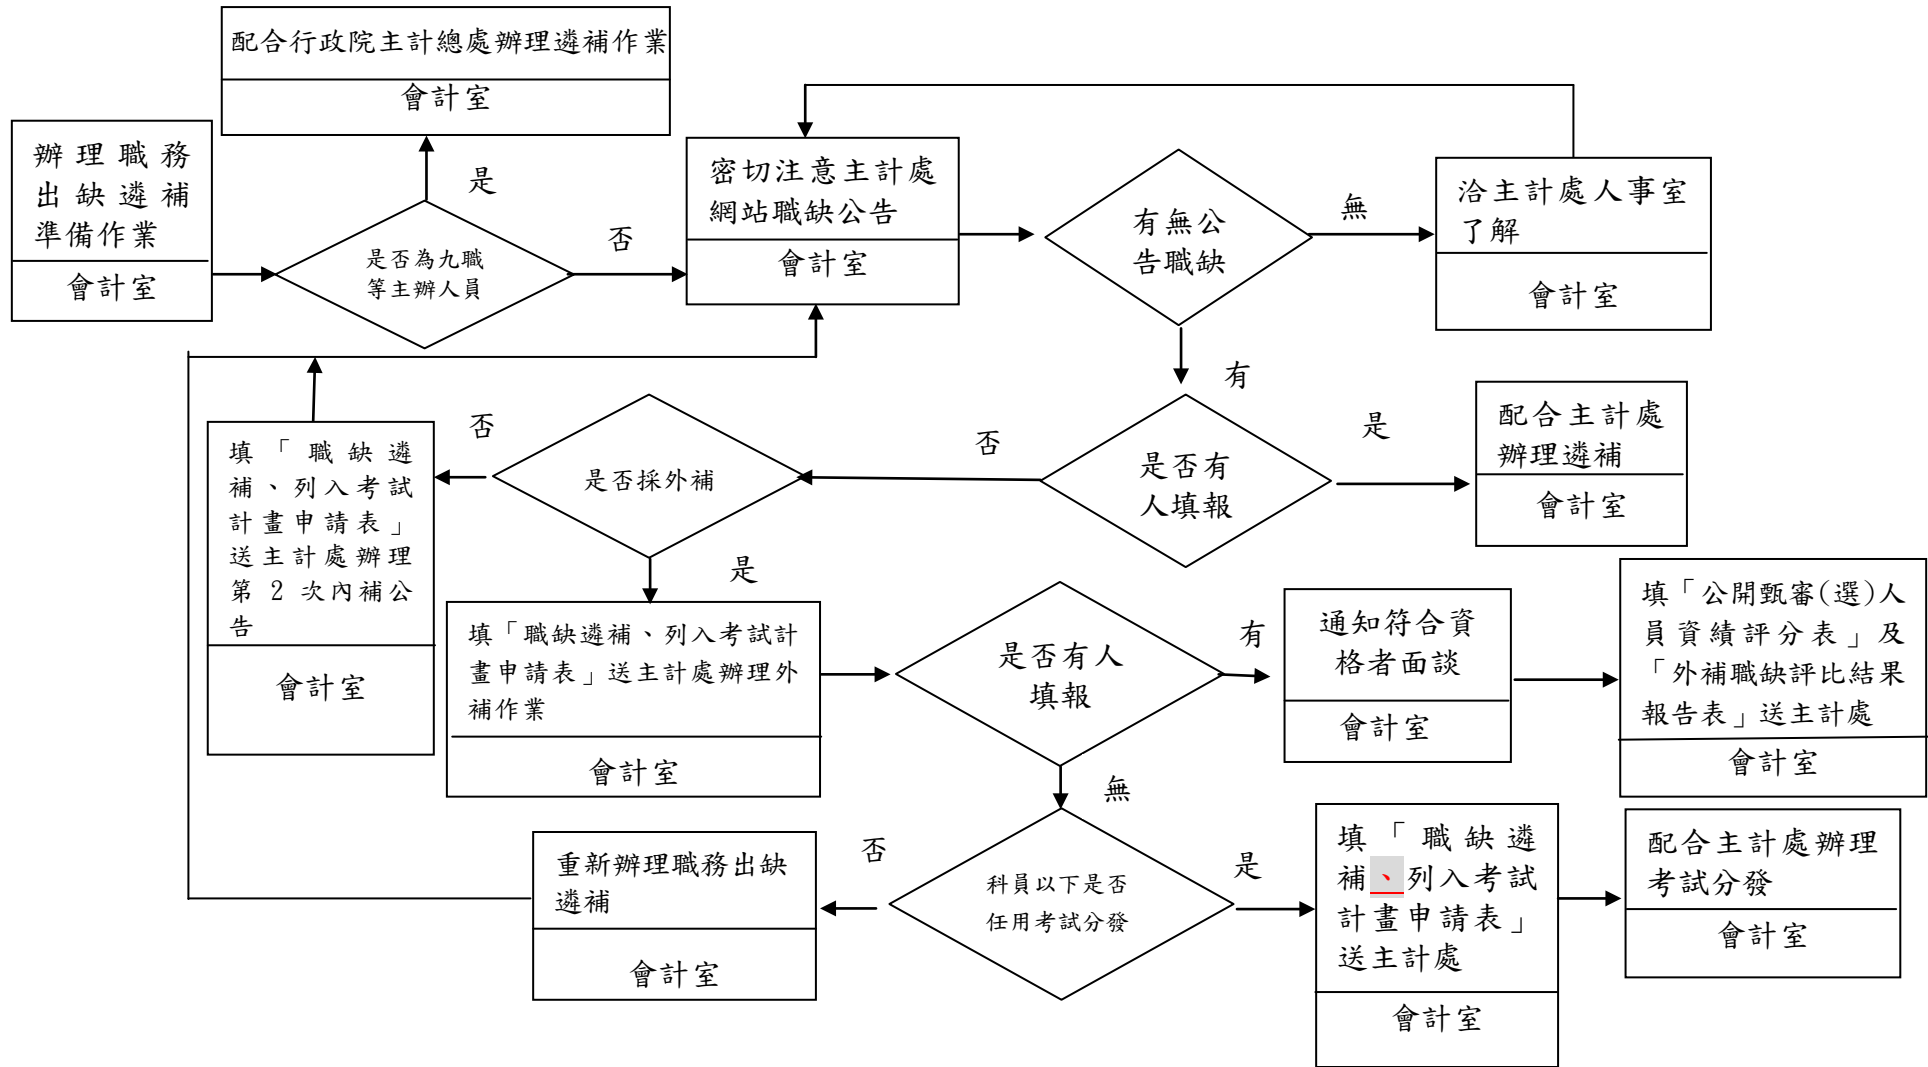 配合行政院主計總處辦理遴補作業
會計室
辦理職務
出缺遴補
準備作業
會計室
是
是否為九職
等主辦人員
否
密切注意主計處
網站職缺公告
會計室
有無公
告職缺
無
洽主計處人事室
了解
會計室
有
是否有
人填報
是
配合主計處
辦理遴補
會計室
否
是否採外補
否
填「職缺遴
補、列入考試
計畫申請表」
送主計處辦理
第 2 次內補公
告
會計室
是
填「職缺遴補、列入考試計
畫申請表」送主計處辦理外
補作業
會計室
是否有人
填報
有
通知符合資
格者面談
會計室
填「公開甄審(選)人
員資績評分表」及
「外補職缺評比結果
報告表」送主計處
會計室
無
科員以下是否
任用考試分發
否
重新辦理職務出缺
遴補
會計室
是
填「職缺遴
補、列入考試
計畫申請表」
送主計處
會計室
配合主計處辦理
考試分發
會計室